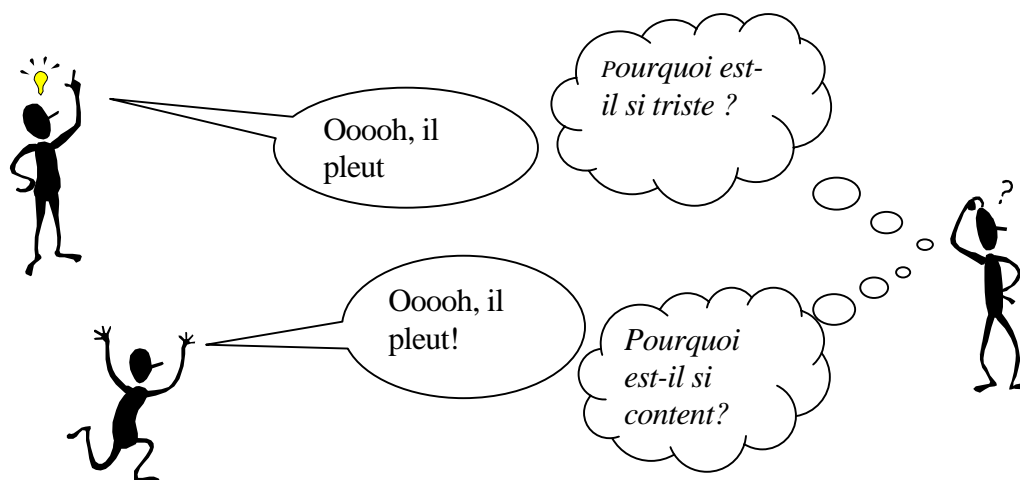 Ooooh, il
pleut
Pourquoi est-
il si triste ?
?
Ooooh, il
pleut!
Pourquoi
est-il si
content?